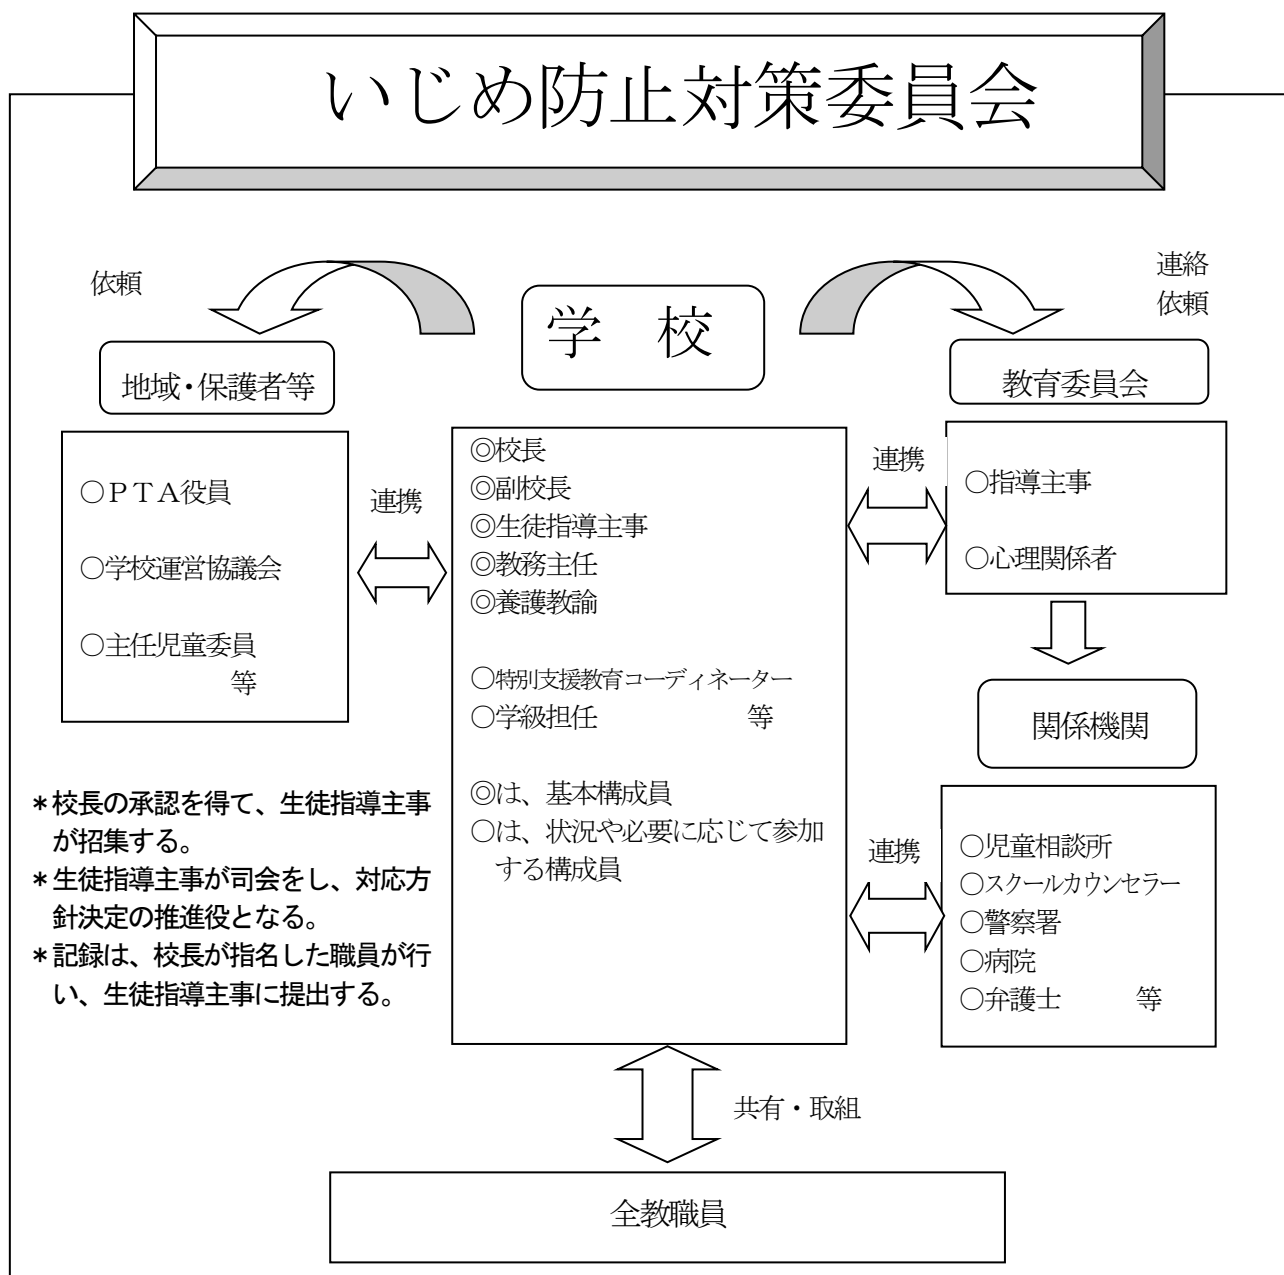 いじめ防止対策委員会
依頼
学　校
連絡
依頼
地域・保護者等
○ＰＴＡ役員
○学校運営協議会
○主任児童委員
等
連携
◎校長
◎副校長
◎生徒指導主事
◎教務主任
◎養護教諭
○特別支援教育コーディネーター
○学級担任　　　　　　等
◎は、基本構成員
○は、状況や必要に応じて参加
する構成員
連携
教育委員会
○指導主事
○心理関係者
関係機関
連携
○児童相談所
○スクールカウンセラー
○警察署
○病院
○弁護士　　　等
＊校長の承認を得て、生徒指導主事
が招集する。
＊生徒指導主事が司会をし、対応方
針決定の推進役となる。
＊記録は、校長が指名した職員が行
い、生徒指導主事に提出する。
共有・取組
全教職員